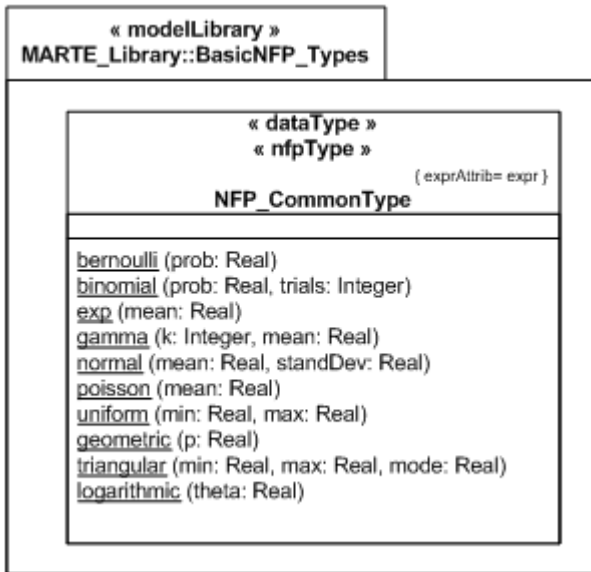 « modelLibrary »
MARTE_Library::BasicNFP_Types
« dataType »
« nfpType »
{ exprAttrib= expr }
NFP_CommonType
bernoulli (prob: Real)
binomial (prob: Real, trials: Integer)
exp (mean: Real)
gamma (k: Integer, mean: Real)
normal (mean: Real, standDev: Real)
poisson (mean: Real)
uniform (min: Real, max: Real)
geometric (p: Real)
triangular (min: Real, max: Real, mode: Real)
logarithmic (theta: Real)